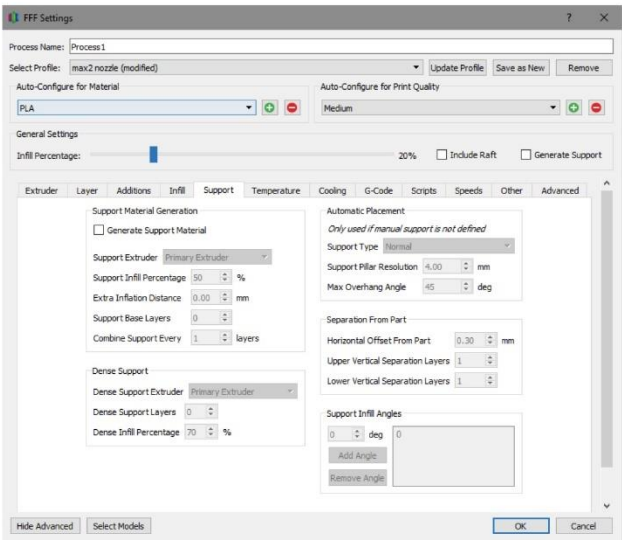 FFF Settings
Process Name: Process1
Select Profile: max2 nozzle (modified) Update Profile Save as New Remove
Auto-Configure for Material Auto-Configure for Print Quality
PLA Medium
General Settings
Infill Percentage: 20% Include Raft Generate Support
Extruder Layer Additions Infill Support Temperature Cooling G-Code Scripts Speeds Other Advanced
Support Material Generation
Generate Support Material
Support Extruder Primary Extruder
Support Infill Percentage 50 %
Extra Inflation Distance 0.00 mm
Support Base Layers 0
Combine Support Every 1 layers
Dense Support
Dense Support Extruder Primary Extruder
Dense Support Layers 0
Dense Infill Percentage 70 %
Automatic Placement
Only used if manual support is not defined
Support Type Normal
Support Pillar Resolution 4.00 mm
Max Overhang Angle 45 deg
Separation From Part
Horizontal Offset From Part 0.30 mm
Upper Vertical Separation Layers 1
Lower Vertical Separation Layers 1
Support Infill Angles
0 deg 0
Add Angle
Remove Angle
Hide Advanced Select Models OK Cancel